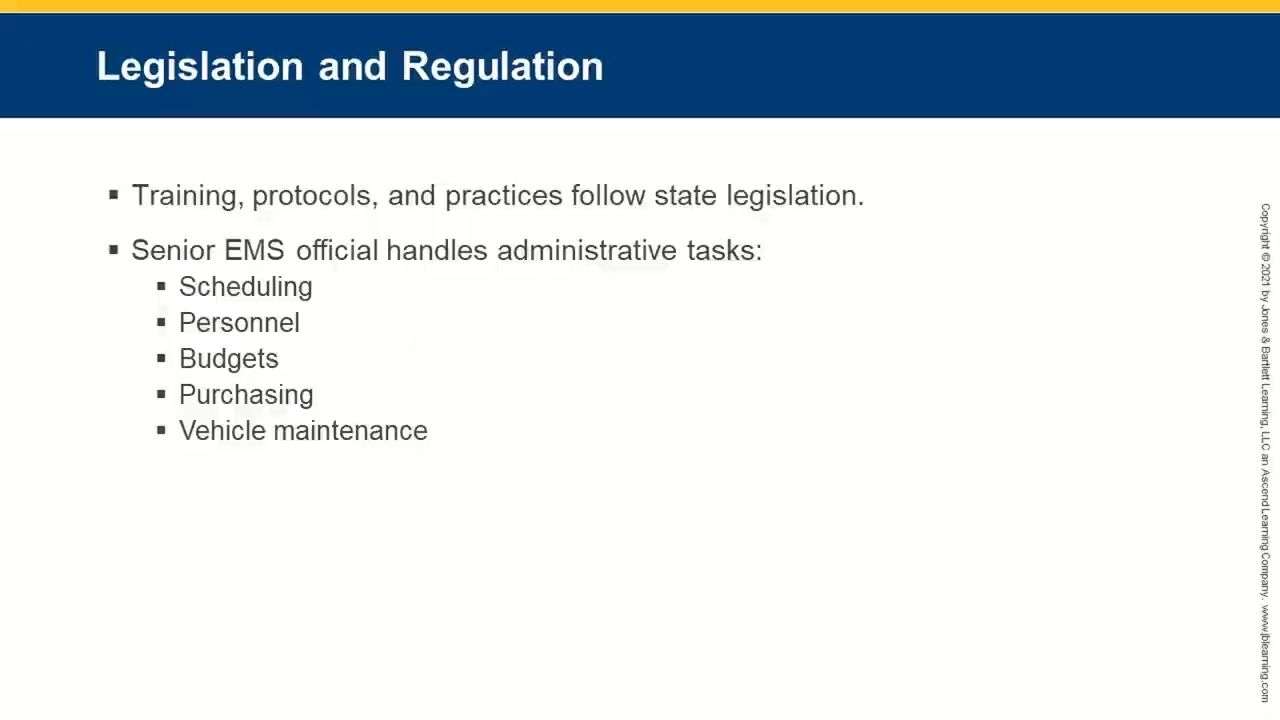 Legislation and Regulation
▪ Training, protocols, and practices follow state legislation.
▪ Senior EMS official handles administrative tasks:
▪ Scheduling
▪ Personnel
▪ Budgets
▪ Purchasing
▪ Vehicle maintenance
Copyright © 2021 by Jones & Bartlett Learning, LLC an Ascend Learning Company. www.jblearning.com